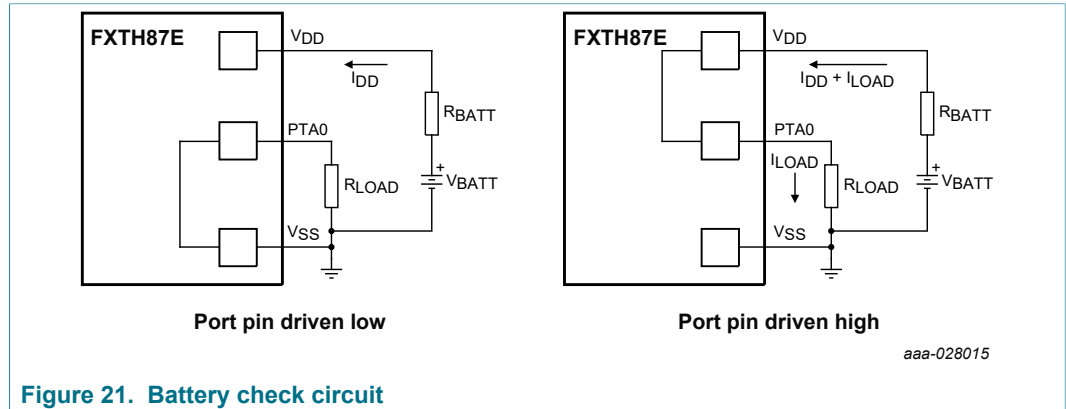 FXTH87E
VDD
IDD
RBATT
PTA0
RLOAD
+
VBATT
VSS
Port pin driven low
FXTH87E
VDD
IDD + ILOAD
RBATT
PTA0
ILOAD
RLOAD
+
VBATT
VSS
Port pin driven high
aaa-028015
Figure 21. Battery check circuit